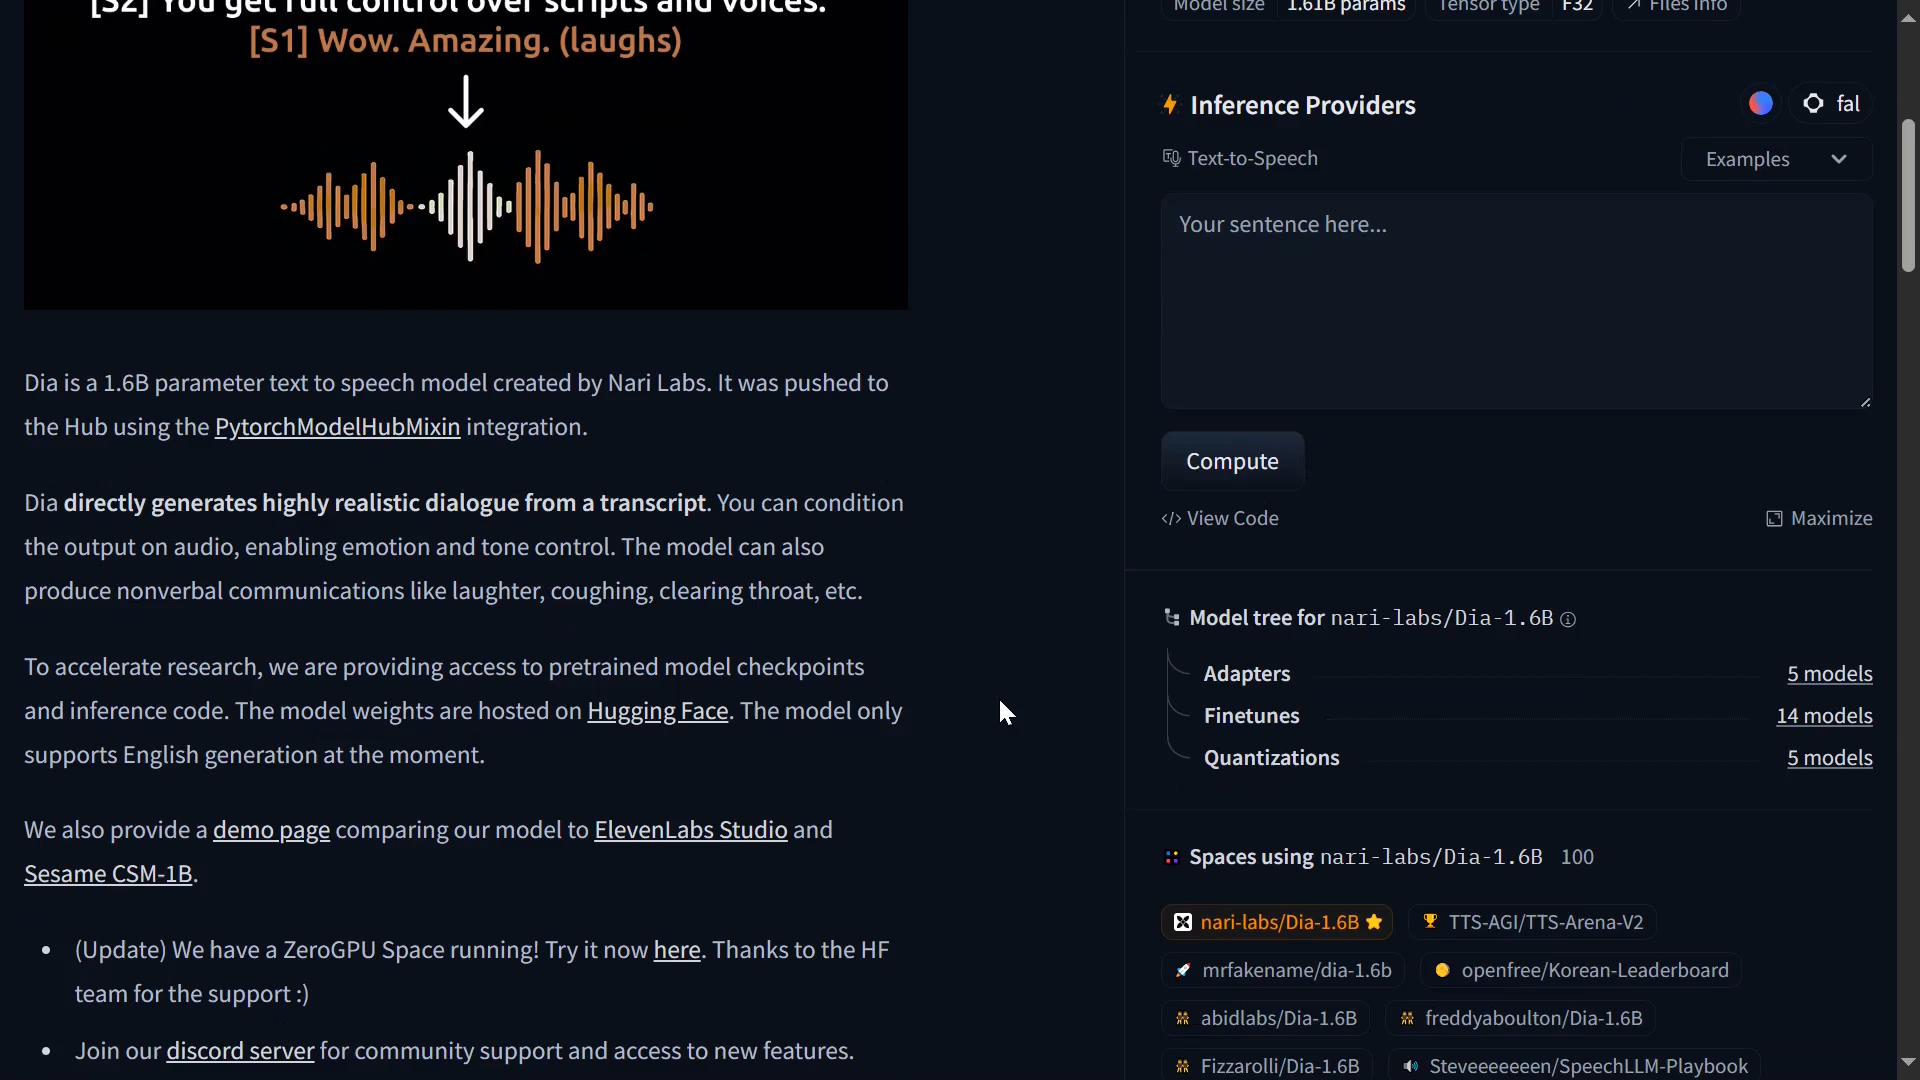 [S2] You get full control over scripts and voices.
[S1] Wow. Amazing. (laughs)
Dia is a 1.6B parameter text to speech model created by Nari Labs. It was pushed to
the Hub using the PytorchModelHubMixin integration.
Dia directly generates highly realistic dialogue from a transcript. You can condition
the output on audio, enabling emotion and tone control. The model can also
produce nonverbal communications like laughter, coughing, clearing throat, etc.
To accelerate research, we are providing access to pretrained model checkpoints
and inference code. The model weights are hosted on Hugging Face. The model only
supports English generation at the moment.
We also provide a demo page comparing our model to ElevenLabs Studio and
Sesame CSM-1B.
• (Update) We have a ZeroGPU Space running! Try it now here. Thanks to the HF
team for the support :)
• Join our discord server for community support and access to new features.
Model size 1.61B params Tensor type F32 Files info
Inference Providers fal
Text-to-Speech Examples
Your sentence here...
Compute
</> View Code Maximize
Model tree for nari-labs/Dia-1.6B
Adapters 5 models
Finetunes 14 models
Quantizations 5 models
Spaces using nari-labs/Dia-1.6B 100
nari-labs/Dia-1.6B TTS-AGI/TTS-Arena-V2
mrfakename/dia-1.6b openfree/Korean-Leaderboard
abidlabs/Dia-1.6B freddyaboulton/Dia-1.6B
Fizzarolli/Dia-1.6B Steveeeeeeen/SpeechLLM-Playbook